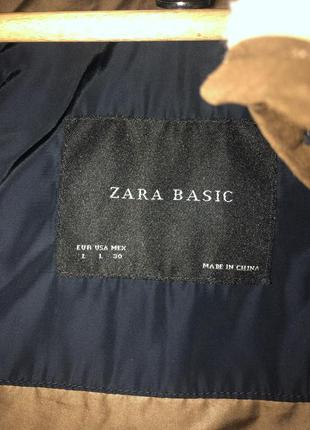 ZARA BASIC
EUR USA MEX
L L 30
MADE IN CHINA